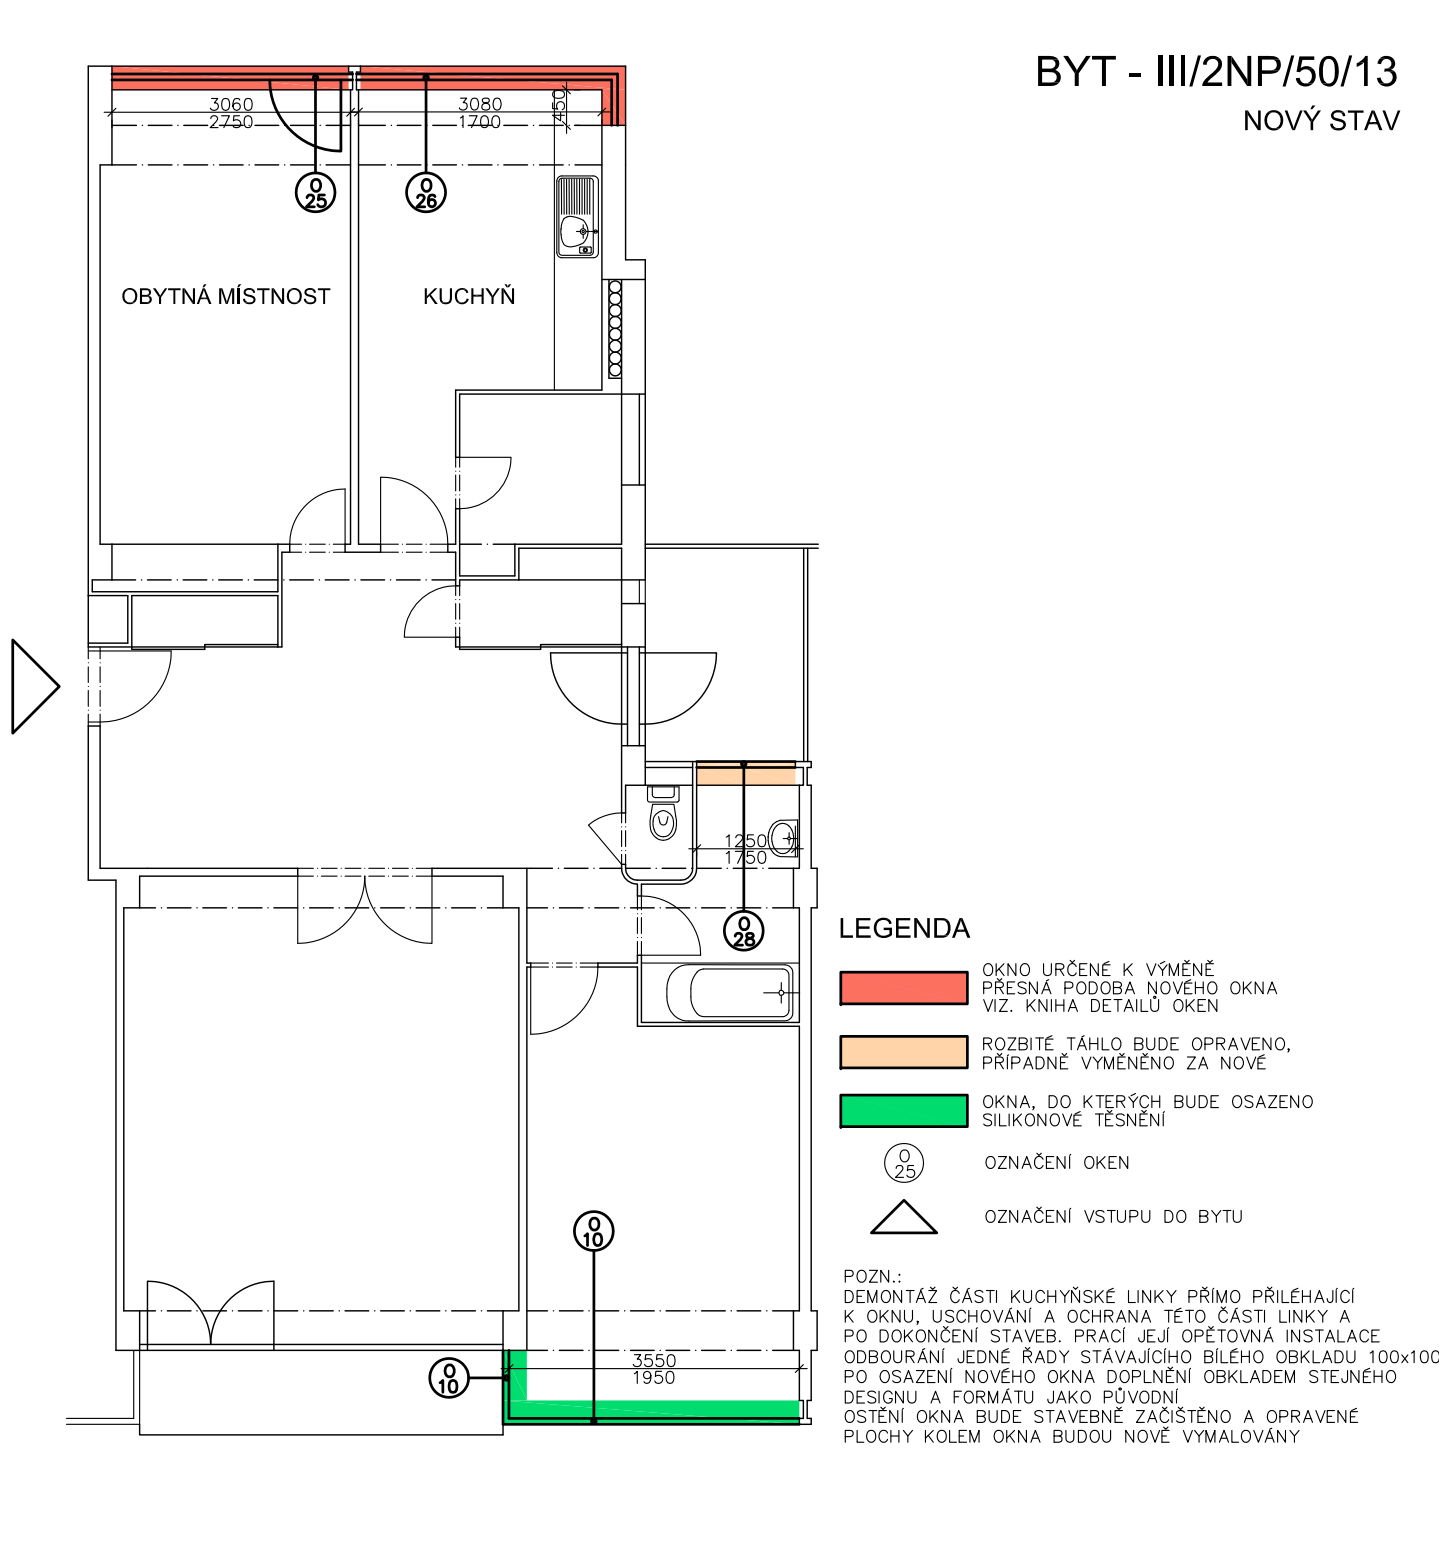 BYT - III/2NP/50/13
NOVÝ STAV
3060
2750
3080
1700
450
O
25
O
26
OBYTNÁ MÍSTNOST
KUCHYŇ
1250
1750
O
28
LEGENDA
OKNO URČENÉ K VÝMĚNĚ
PŘESNÁ PODOBA NOVÉHO OKNA
VIZ. KNIHA DETAILŮ OKEN
ROZBITÉ TÁHLO BUDE OPRAVENO,
PŘÍPADNĚ VYMĚNĚNO ZA NOVÉ
OKNA, DO KTERÝCH BUDE OSAZENO
SILIKONOVÉ TĚSNĚNÍ
O
25
OZNAČENÍ OKEN
OZNAČENÍ VSTUPU DO BYTU
O
10
POZN.:
DEMONTÁŽ ČÁSTI KUCHYŇSKÉ LINKY PŘÍMO PŘILÉHAJÍCÍ
K OKNU, USCHOVÁNÍ A OCHRANA TÉTO ČÁSTI LINKY A
PO DOKONČENÍ STAVEB. PRACÍ JEJÍ OPĚTOVNÁ INSTALACE
ODBOURÁNÍ JEDNÉ ŘADY STÁVAJÍCÍHO BÍLÉHO OBKLADU 100x100
PO OSAZENÍ NOVÉHO OKNA DOPLNĚNÍ OBKLADEM STEJNÉHO
DESIGNU A FORMÁTU JAKO PŮVODNÍ
OSTĚNÍ OKNA BUDE STAVEBNĚ ZAČIŠTĚNO A OPRAVENÉ
PLOCHY KOLEM OKNA BUDOU NOVĚ VYMALOVÁNY
3550
1950
O
10